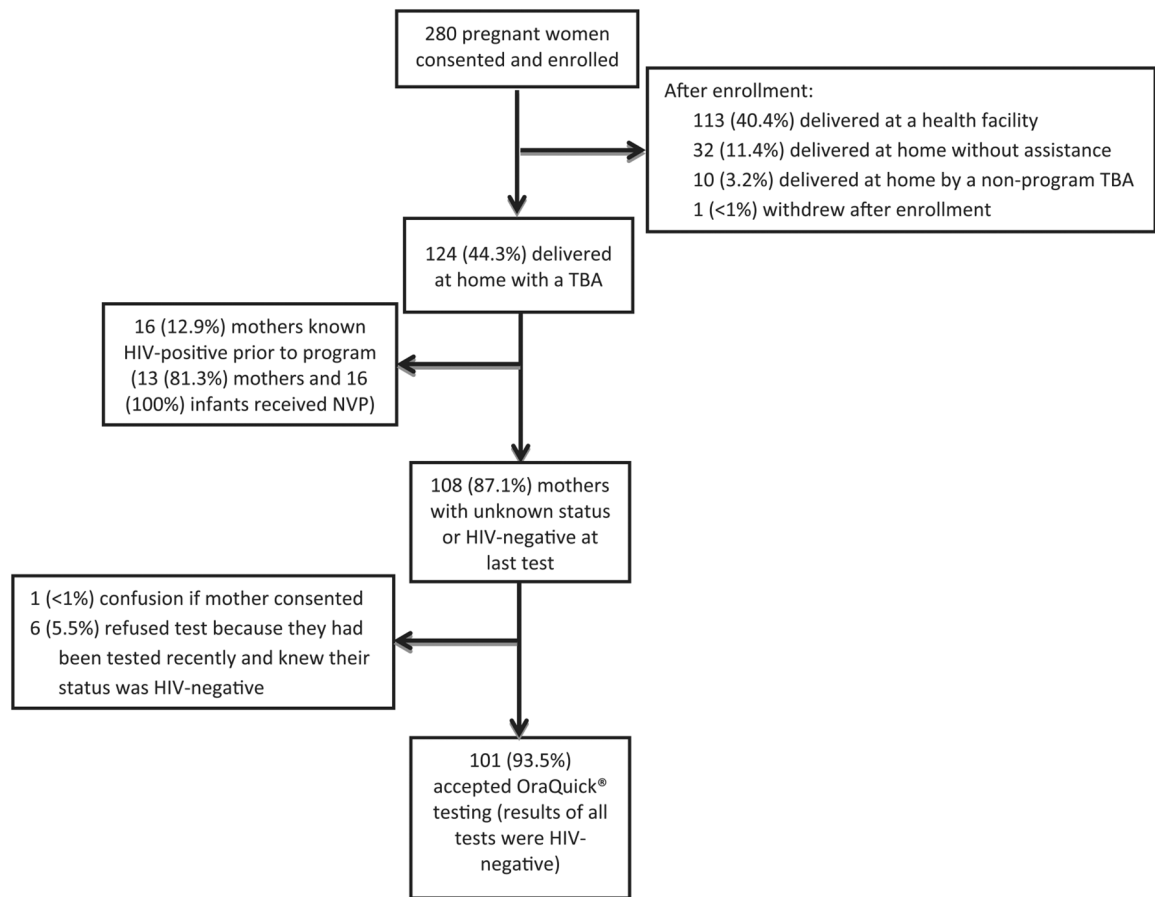 280 pregnant women
consented and enrolled
After enrollment:
113 (40.4%) delivered at a health facility
32 (11.4%) delivered at home without assistance
10 (3.2%) delivered at home by a non-program TBA
1 (<1%) withdrew after enrollment
124 (44.3%) delivered
at home with a TBA
16 (12.9%) mothers known
HIV-positive prior to program
(13 (81.3%) mothers and 16
(100%) infants received NVP)
108 (87.1%) mothers
with unknown status
or HIV-negative at
last test
1 (<1%) confusion if mother consented
6 (5.5%) refused test because they had
been tested recently and knew their
status was HIV-negative
101 (93.5%)
accepted OraQuick®
testing (results of all
tests were HIV-
negative)